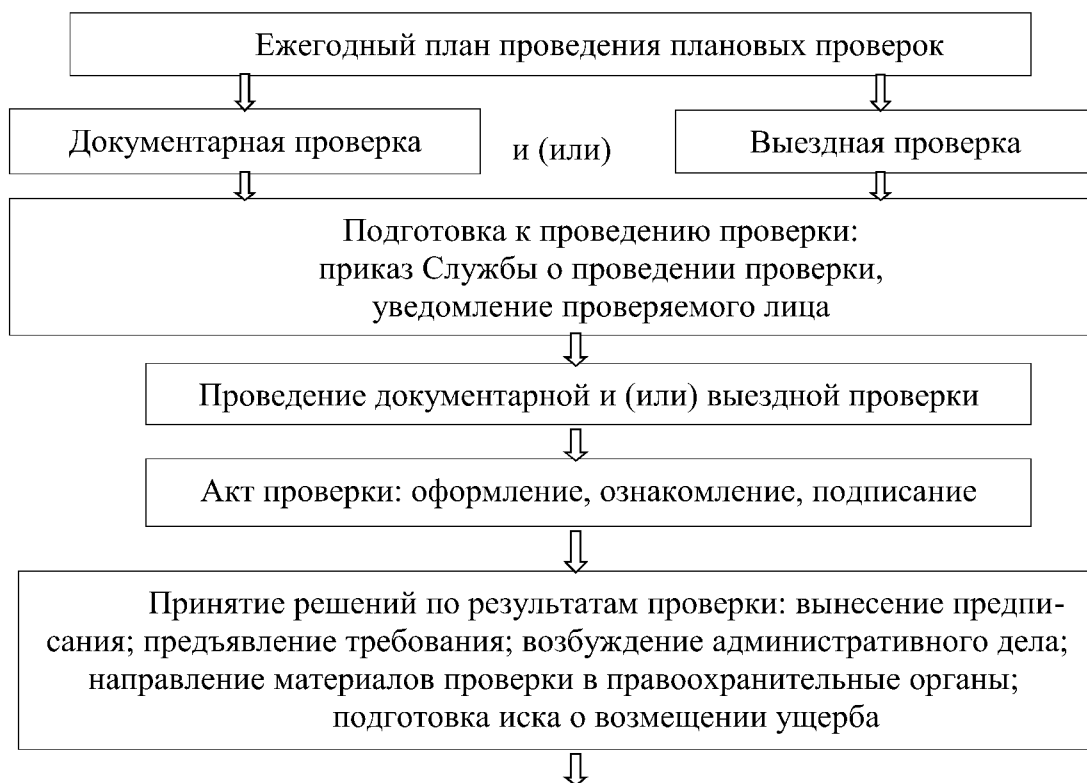 Ежегодный план проведения плановых проверок
Документарная проверка
и (или)
Выездная проверка
Подготовка к проведению проверки:
приказ Службы о проведении проверки,
уведомление проверяемого лица
Проведение документарной и (или) выездной проверки
Акт проверки: оформление, ознакомление, подписание
Принятие решений по результатам проверки: вынесение предпи-
сания; предъявление требования; возбуждение административного дела;
направление материалов проверки в правоохранительные органы;
подготовка иска о возмещении ущерба